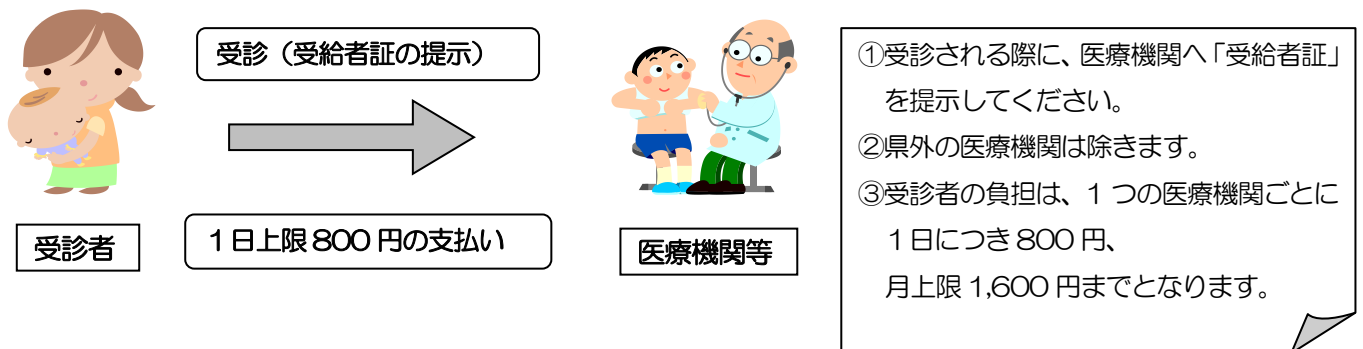 受診（受給者証の提示）
受診者
1日上限800円の支払い
医療機関等
①受診される際に、医療機関へ「受給者証」
を提示してください。
②県外の医療機関は除きます。
③受診者の負担は、1つの医療機関ごとに
1日につき800円、
月上限1,600円までとなります。